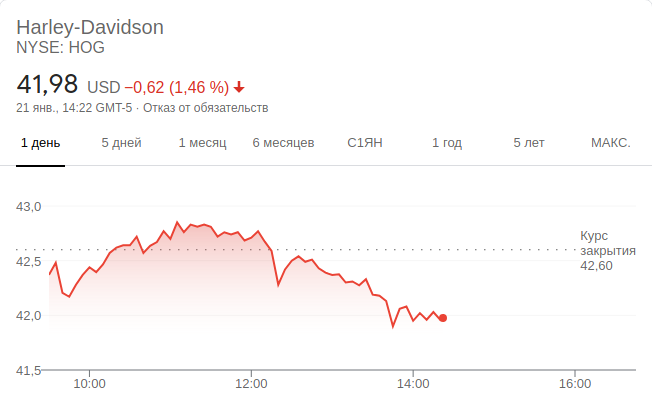 Harley-Davidson
NYSE: HOG
41,98 USD −0,62 (1,46 %)
21 янв., 14:22 GMT-5 · Отказ от обязательств
1 день 5 дней 1 месяц 6 месяцев С1ЯН 1 год 5 лет МАКС.
43,0
Курс
закрытия
42,60
42,5
42,0
41,5
10:00 12:00 14:00 16:00